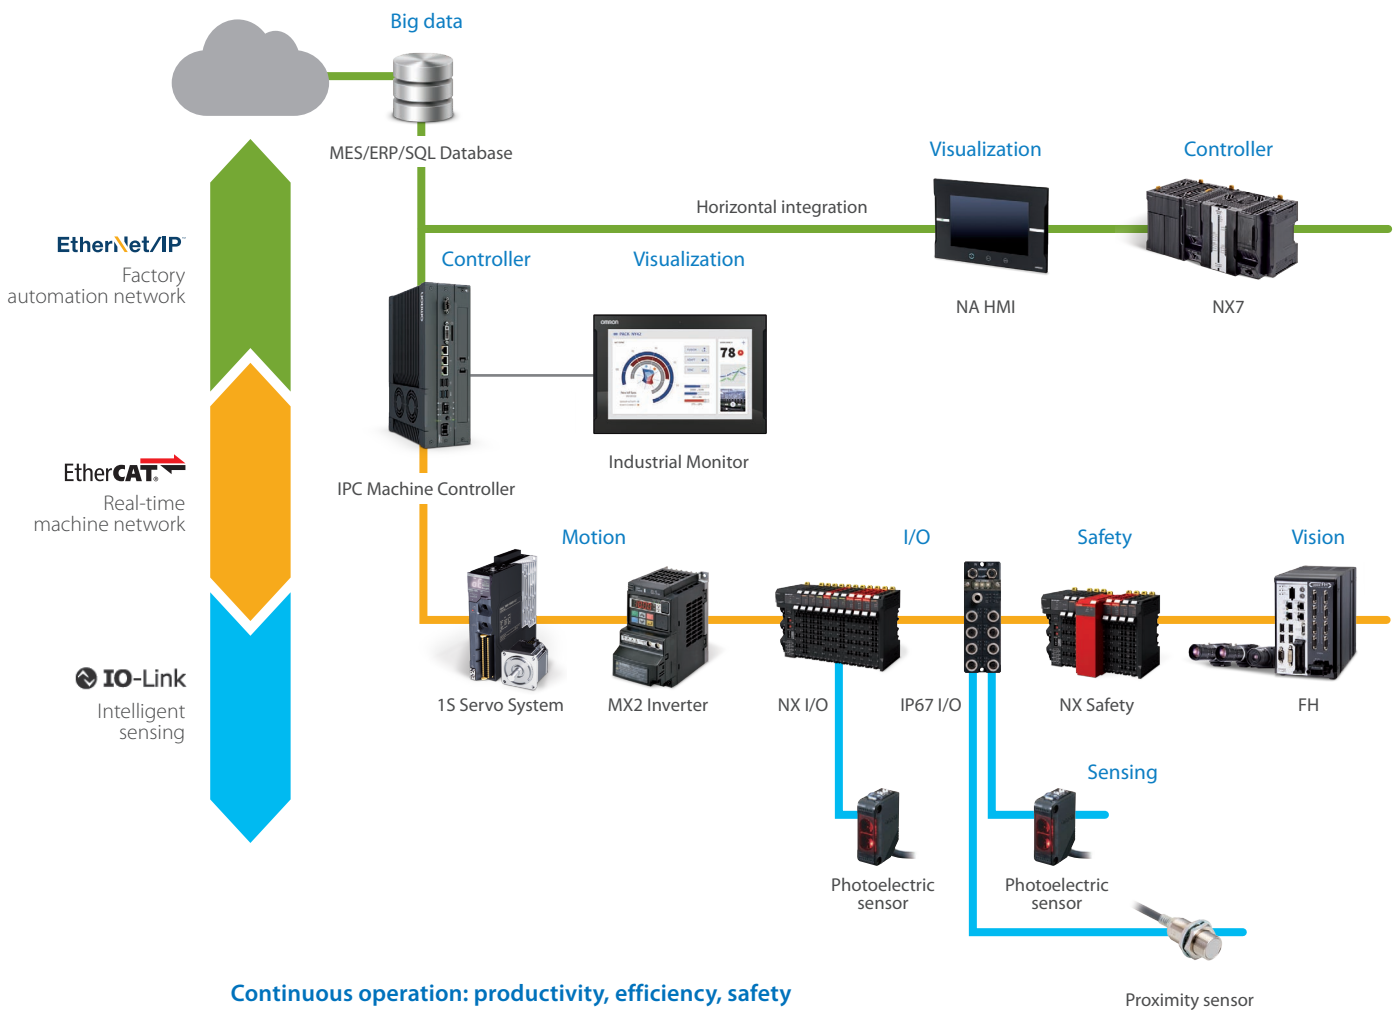 Big data
MES/ERP/SQL Database
Visualization
Controller
Horizontal integration
EtherNet/IP
Factory
automation network
Controller
Visualization
NA HMI
NX7
OMRON
78
Industrial Monitor
EtherCAT®
Real-time
machine network
IPC Machine Controller
Motion
I/O
Safety
Vision
IO-Link
Intelligent
sensing
1S Servo System
MX2 Inverter
NX I/O
IP67 I/O
NX Safety
FH
Sensing
Photoelectric
sensor
Photoelectric
sensor
Continuous operation: productivity, efficiency, safety
Proximity sensor